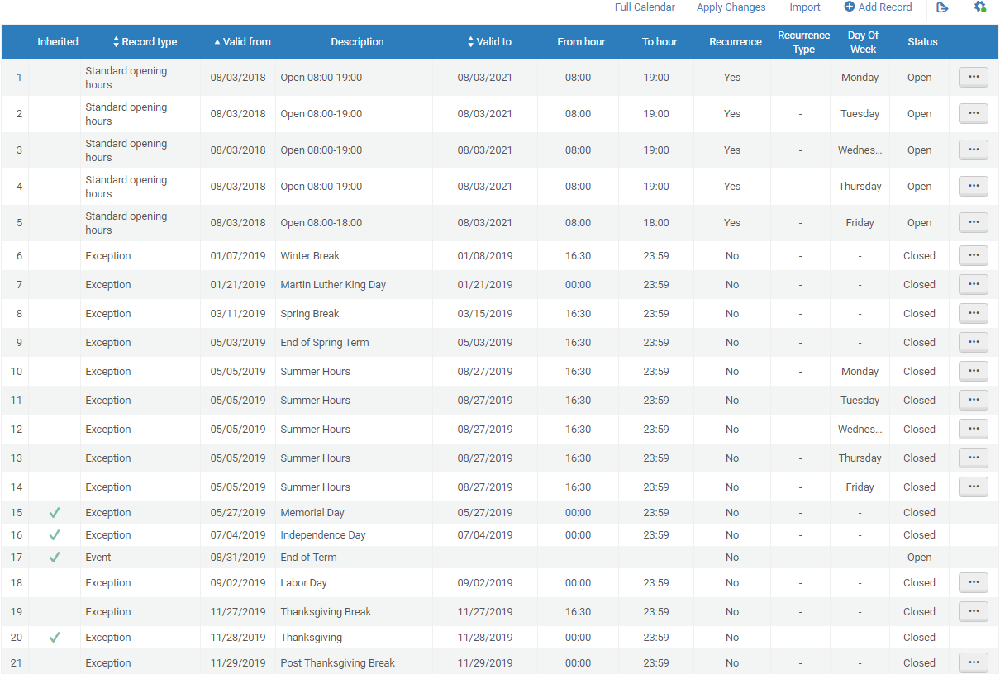 Full Calendar Apply Changes Import Add Record
Inherited Record type Valid from Description Valid to From hour To hour Recurrence Recurrence Type Day Of Week Status
1 Standard opening hours 08/03/2018 Open 08:00-19:00 08/03/2021 08:00 19:00 Yes - Monday Open ...
2 Standard opening hours 08/03/2018 Open 08:00-19:00 08/03/2021 08:00 19:00 Yes - Tuesday Open ...
3 Standard opening hours 08/03/2018 Open 08:00-19:00 08/03/2021 08:00 19:00 Yes - Wednes... Open ...
4 Standard opening hours 08/03/2018 Open 08:00-19:00 08/03/2021 08:00 19:00 Yes - Thursday Open ...
5 Standard opening hours 08/03/2018 Open 08:00-18:00 08/03/2021 08:00 18:00 Yes - Friday Open ...
6 Exception 01/07/2019 Winter Break 01/08/2019 16:30 23:59 No - - Closed ...
7 Exception 01/21/2019 Martin Luther King Day 01/21/2019 00:00 23:59 No - - Closed ...
8 Exception 03/11/2019 Spring Break 03/15/2019 16:30 23:59 No - - Closed ...
9 Exception 05/03/2019 End of Spring Term 05/03/2019 16:30 23:59 No - - Closed ...
10 Exception 05/05/2019 Summer Hours 08/27/2019 16:30 23:59 No - Monday Closed ...
11 Exception 05/05/2019 Summer Hours 08/27/2019 16:30 23:59 No - Tuesday Closed ...
12 Exception 05/05/2019 Summer Hours 08/27/2019 16:30 23:59 No - Wednes... Closed ...
13 Exception 05/05/2019 Summer Hours 08/27/2019 16:30 23:59 No - Thursday Closed ...
14 Exception 05/05/2019 Summer Hours 08/27/2019 16:30 23:59 No - Friday Closed ...
15 Exception 05/27/2019 Memorial Day 05/27/2019 00:00 23:59 No - - Closed
16 Exception 07/04/2019 Independence Day 07/04/2019 00:00 23:59 No - - Closed
17 Event 08/31/2019 End of Term - - - No - - Open
18 Exception 09/02/2019 Labor Day 09/02/2019 00:00 23:59 No - - Closed ...
19 Exception 11/27/2019 Thanksgiving Break 11/27/2019 16:30 23:59 No - - Closed ...
20 Exception 11/28/2019 Thanksgiving 11/28/2019 00:00 23:59 No - - Closed
21 Exception 11/29/2019 Post Thanksgiving Break 11/29/2019 00:00 23:59 No - - Closed ...